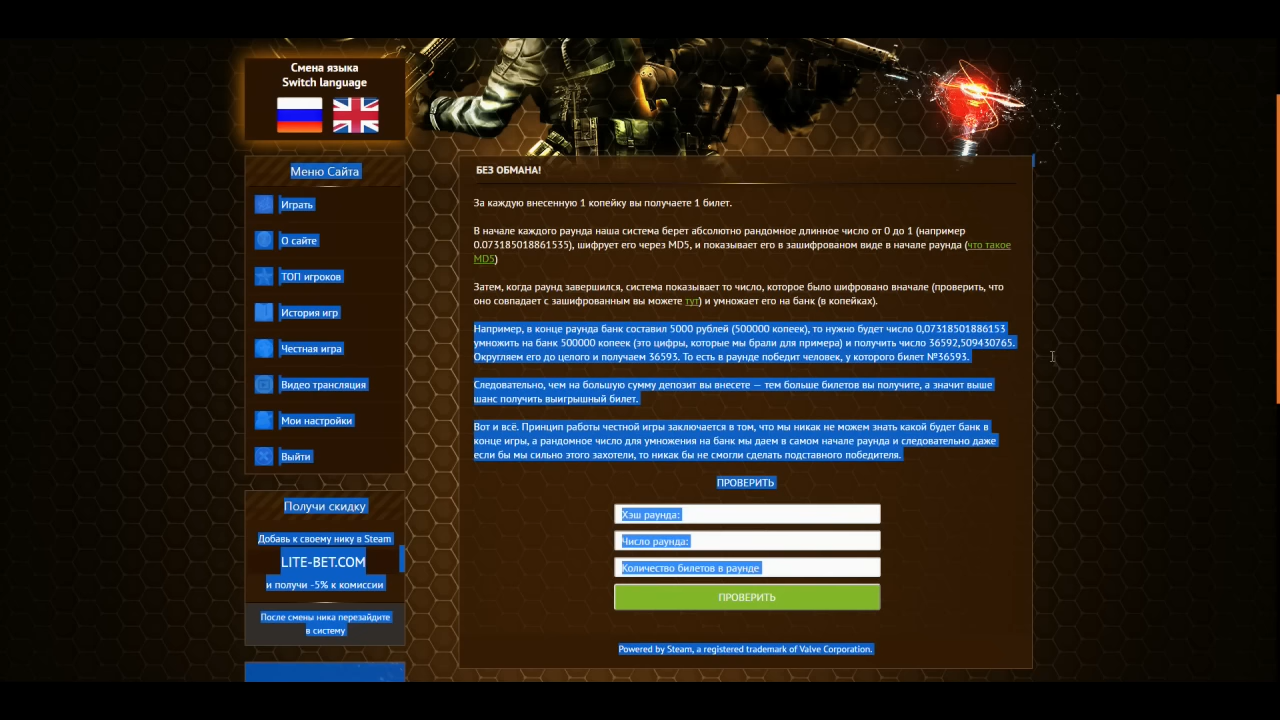 Смена языка
Switch language
Меню Сайта
Играть
О сайте
ТОП игроков
История игр
Честная игра
Видео трансляция
Мои настройки
Выйти
Получи скидку
Добавь к своему нику в Steam
LITE-BET.COM
и получи -5% к комиссии
После смены ника перезайдите
в систему
БЕЗ ОБМАНА!
За каждую внесенную 1 копейку вы получаете 1 билет.
В начале каждого раунда наша система берет абсолютно рандомное длинное число от 0 до 1 (например
0.073185018861535), шифрует его через MD5, и показывает его в зашифрованом виде в начале раунда (что такое
MD5)
Затем, когда раунд завершился, система показывает то число, которое было шифровано вначале (проверить, что
оно совпадает с зашифрованным вы можете тут) и умножает его на банк (в копейках).
Например, в конце раунда банк составил 5000 рублей (500000 копеек), то нужно будет число 0,07318501886153
умножить на банк 500000 копеек (это цифры, которые мы брали для примера) и получить число 36592,509430765.
Округляем его до целого и получаем 36593. То есть в раунде победит человек, у которого билет №36593.
Следовательно, чем на большую сумму депозит вы внесете — тем больше билетов вы получите, а значит выше
шанс получить выигрышный билет.
Вот и всё. Принцип работы честной игры заключается в том, что мы никак не можем знать какой будет банк в
конце игры, а рандомное число для умножения на банк мы даем в самом начале раунда и следовательно даже
если бы мы сильно этого захотели, то никак бы не смогли сделать подставного победителя.
ПРОВЕРИТЬ
Хэш раунда:
Число раунда:
Количество билетов в раунде
ПРОВЕРИТЬ
Powered by Steam, a registered trademark of Valve Corporation.